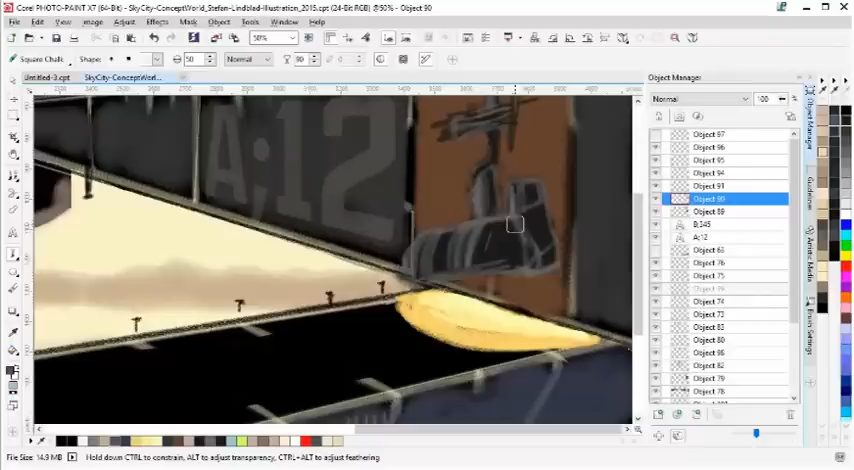 Corel PHOTO-PAINT X7 (64-Bit) - SkyCity-ConceptWorld_Stefan-Lindblad-Illustration_2015.cpt (24-Bit RGB) @50% - Object 90
File Edit View Image Adjust Effects Mask Object Tools Window Help
50%
Square Chalk Shape: 50 Normal 90 0
Untitled-3.cpt SkyCity-ConceptWorl...
Object Manager
Normal 100
Object 97
Object 96
Object 95
Object 94
Object 91
Object 90
Object 89
B;345
A;12
Object 63
Object 76
Object 75
Object 74
Object 73
Object 83
Object 80
Object 98
Object 82
Object 79
Object 78
Object Manager
Guidelines
Artistic Media
Brush Settings
A;12
File Size: 14.9 MB Hold down CTRL to constrain, ALT to adjust transparency, CTRL+ALT to adjust feathering